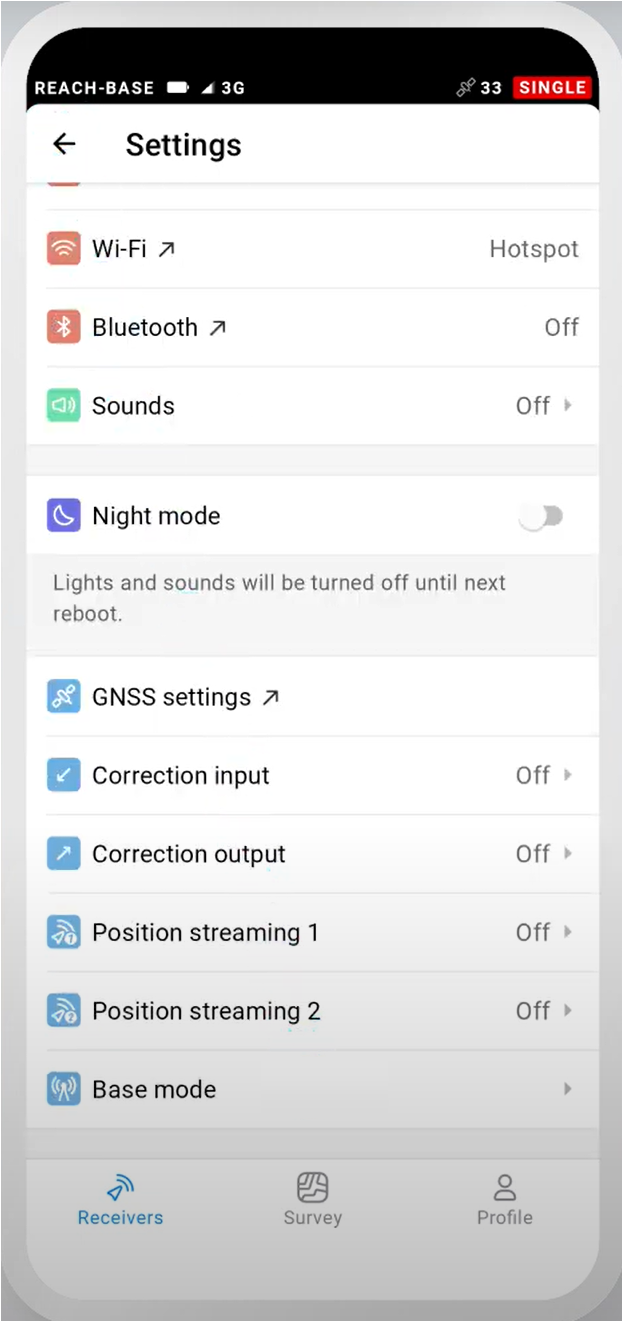 REACH-BASE 3G 33 SINGLE
Settings
Wi-Fi Hotspot
Bluetooth Off
Sounds Off
Night mode
Lights and sounds will be turned off until next
reboot.
GNSS settings
Correction input Off
Correction output Off
Position streaming 1 Off
Position streaming 2 Off
Base mode
Receivers Survey Profile